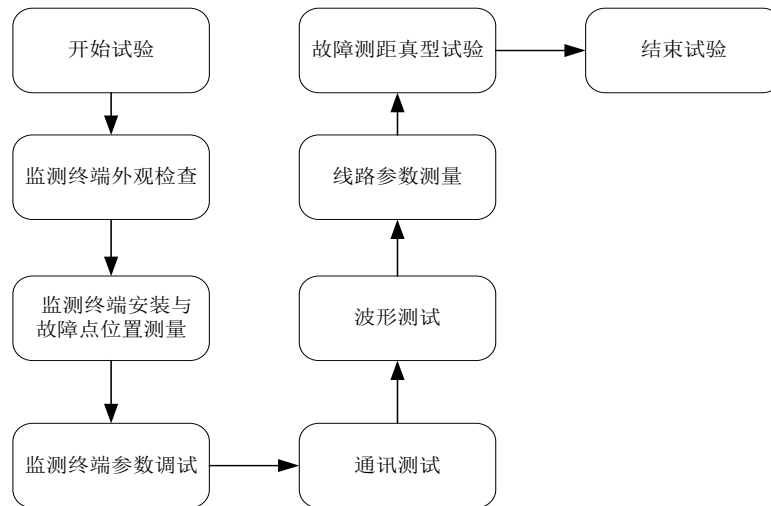 开始试验
监测终端外观检查
监测终端安装与
故障点位置测量
监测终端参数调试
通讯测试
波形测试
线路参数测量
故障测距真型试验
结束试验